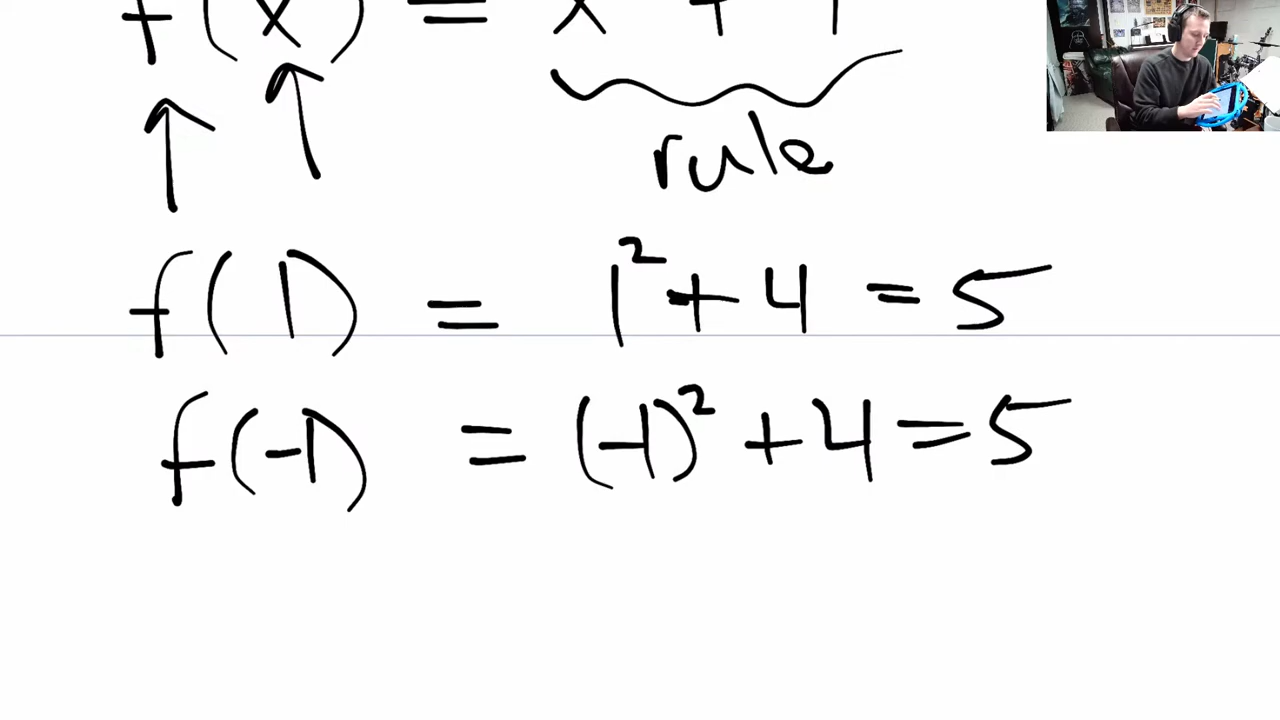 f(x) = x +
rule
f(1) = 1² + 4 = 5
f(-1) = (-1)² + 4 = 5